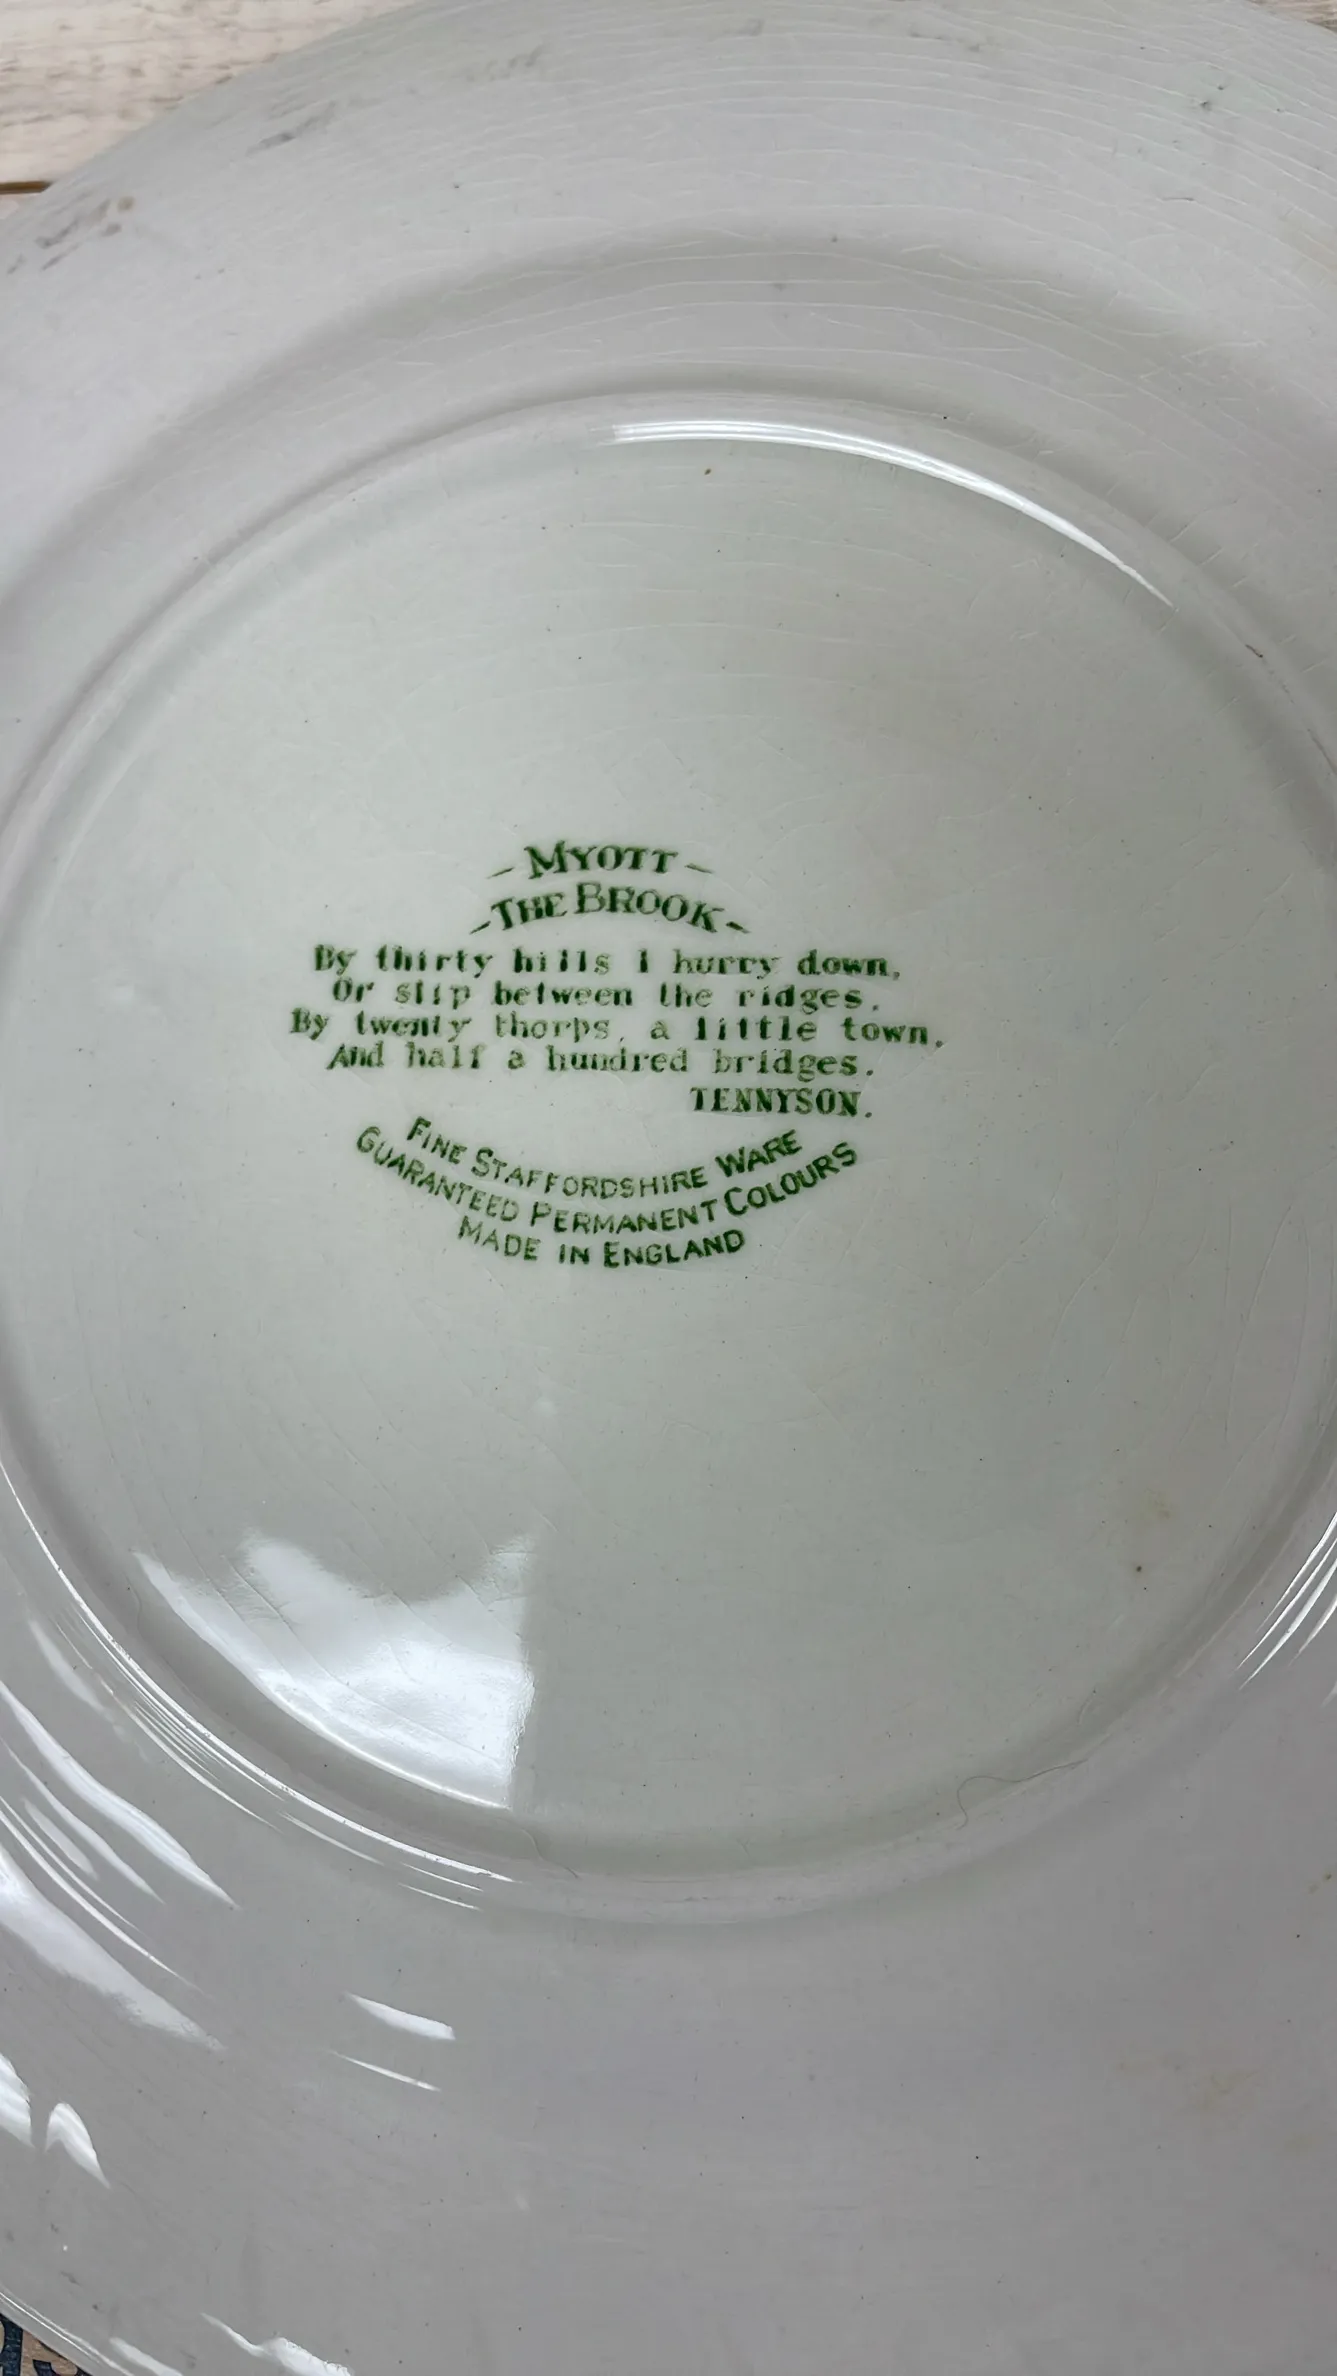 - MYOTT -
- THE BROOK -
By thirty hills I hurry down,
Or slip between the ridges.
By twenty thorps, a little town,
And half a hundred bridges.
TENNYSON.
FINE STAFFORDSHIRE WARE
GUARANTEED PERMANENT COLOURS
MADE IN ENGLAND